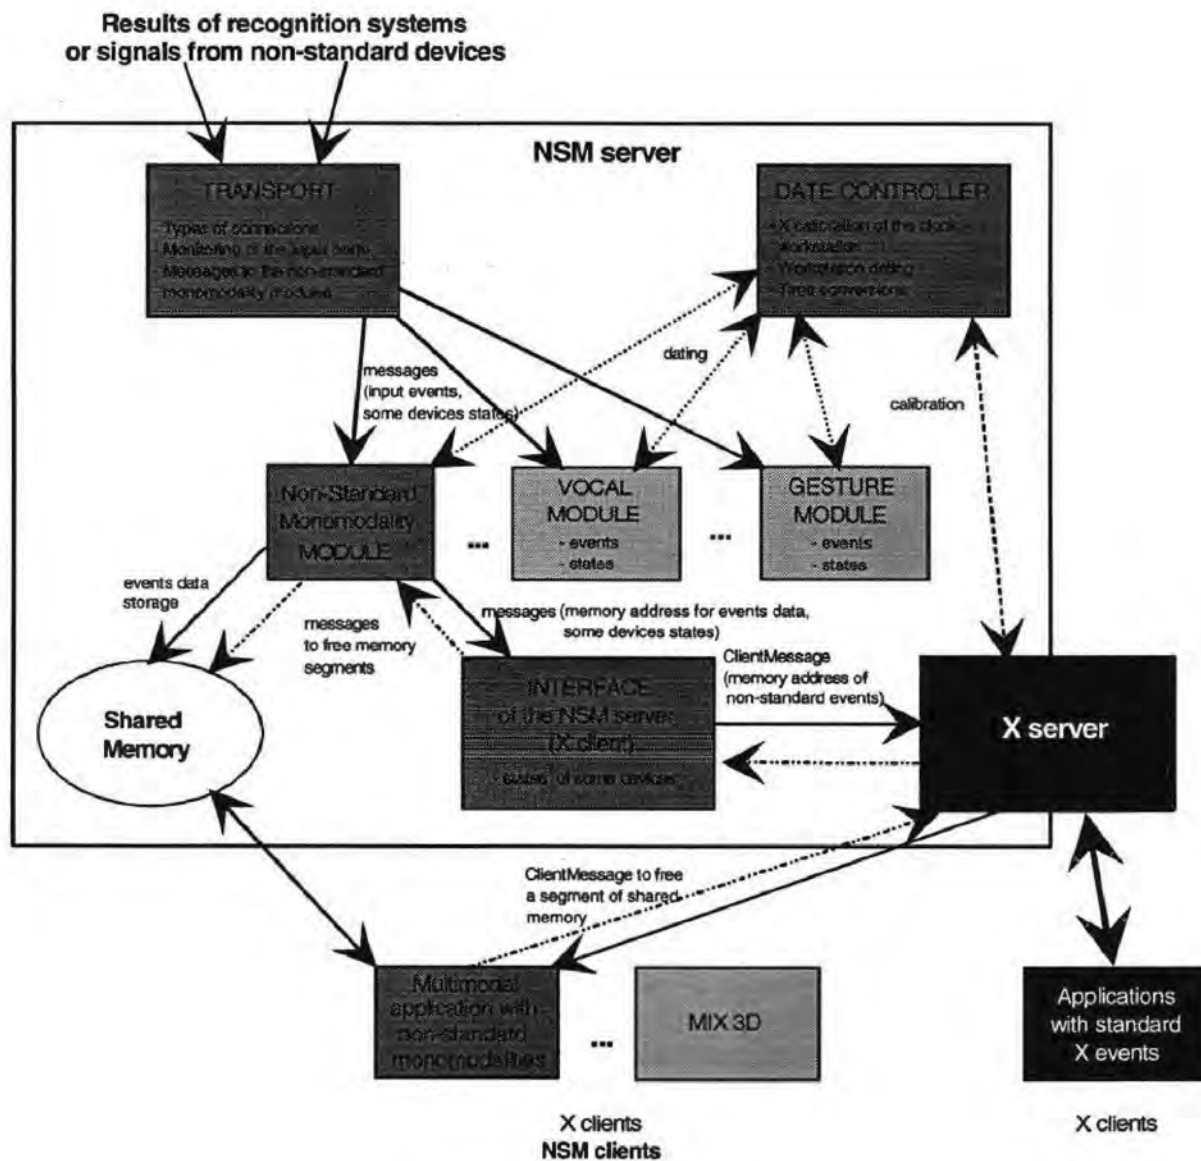 Results of recognition systems
or signals from non-standard devices
NSM server
TRANSPORT
- Types of connections
- Monitoring of the input ports
- Messages to the non-standard
monomodality modules
DATE CONTROLLER
- X calibration of the clock
workstation
- Workstation dating
- Time conversions
messages
(input events,
some devices states)
dating
calibration
Non-Standard
Monomodality
MODULE
...
VOCAL
MODULE
- events
- states
...
GESTURE
MODULE
- events
- states
events data
storage
messages
to free memory
segments
messages (memory address for events data,
some devices states)
Shared
Memory
INTERFACE
of the NSM server
(X client)
- states of some devices
ClientMessage
(memory address of
non-standard events)
X server
ClientMessage to free
a segment of shared
memory
Multimodal
application with
non-standard
monomodalities
...
MIX 3D
Applications
with standard
X events
X clients
NSM clients
X clients